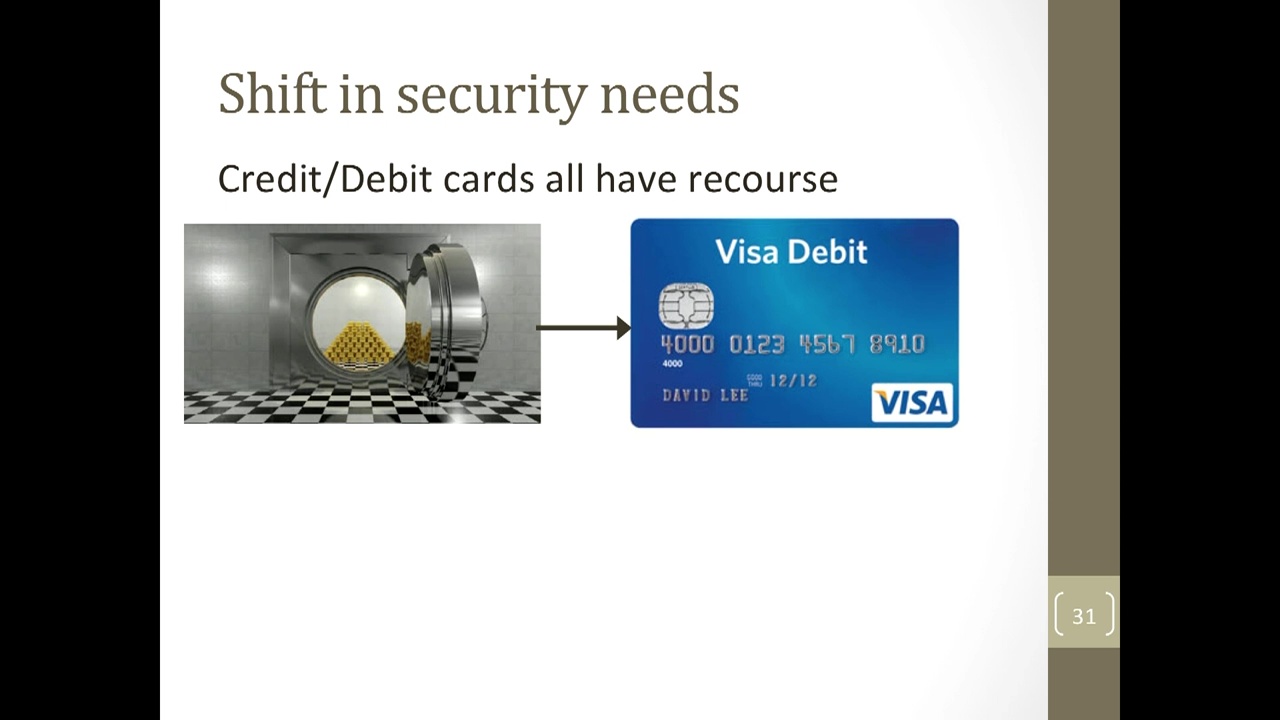 Shift in security needs
Credit/Debit cards all have recourse
Visa Debit
4000 0123 4567 8910
4000
GOOD THRU 12/12
DAVID LEE
VISA
31